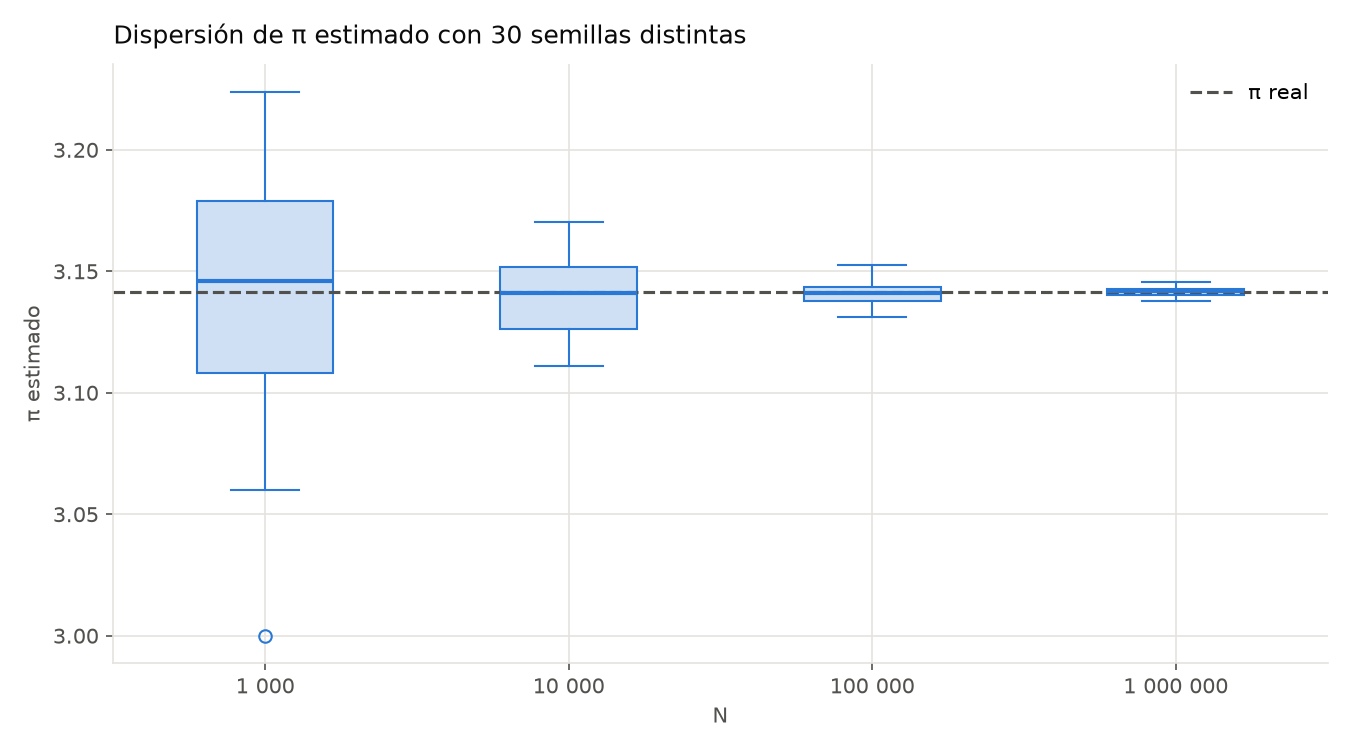 Dispersión de π estimado con 30 semillas distintas
π real
π estimado
3.20
3.15
3.10
3.05
3.00
1 000
10 000
100 000
1 000 000
N